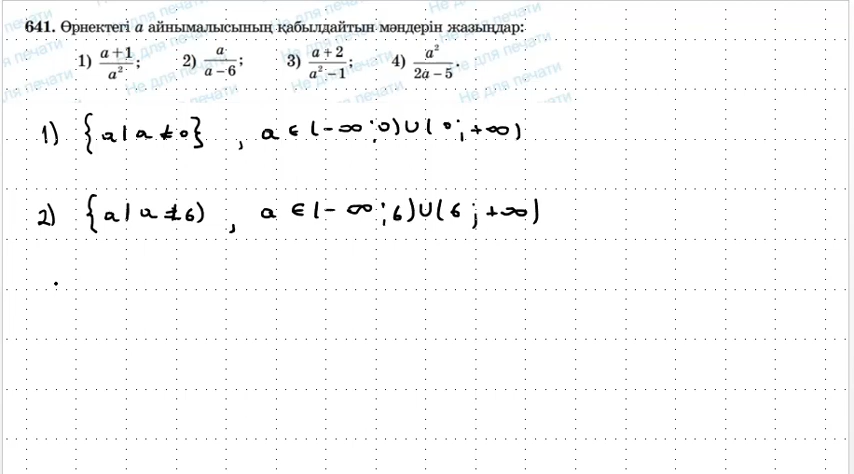 641. Өрнектегі a айнымалысының қабылдайтын мәндерін жазыңдар:
1) (a+1)/a²; 2) a/(a−6); 3) (a+2)/(a²−1); 4) a²/(2a−5).
1) {a | a ≠ 0}, a ∈ (−∞; 0) ∪ (0; +∞)
2) {a | a ≠ 6), a ∈ (−∞; 6) ∪ (6; +∞)